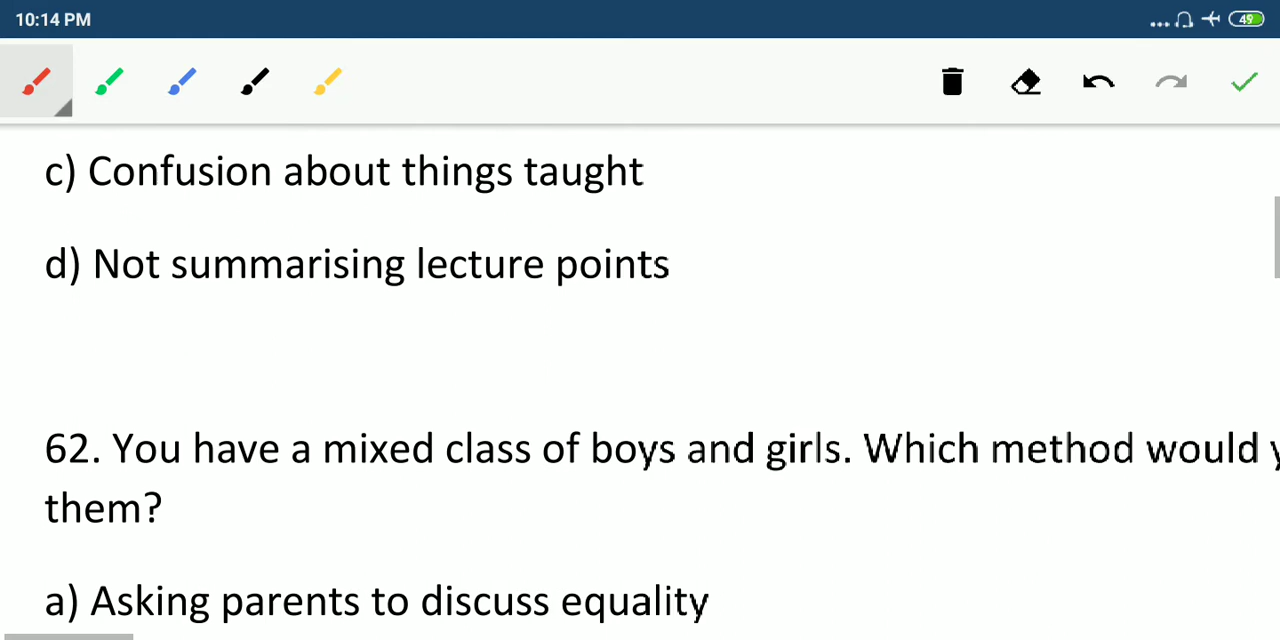 10:14 PM
49
c) Confusion about things taught
d) Not summarising lecture points
62. You have a mixed class of boys and girls. Which method would
them?
a) Asking parents to discuss equality